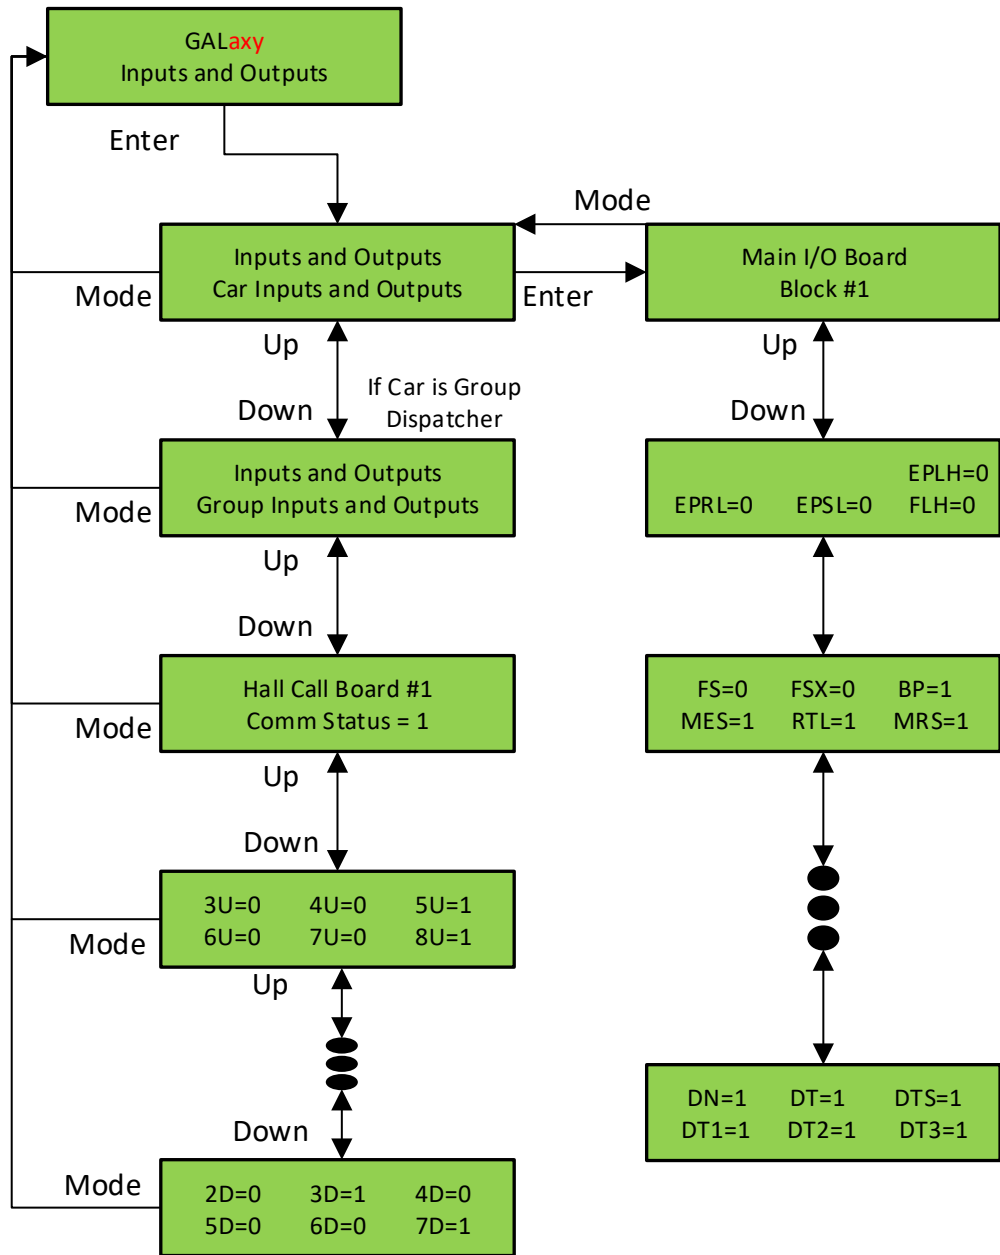 GALaxy
Inputs and Outputs
Enter
Mode
Inputs and Outputs
Car Inputs and Outputs
Main I/O Board
Block #1
Mode
Enter
Up
Up
If Car is Group
Dispatcher
Down
Down
Inputs and Outputs
Group Inputs and Outputs
EPLH=0
EPRL=0 EPSL=0 FLH=0
Mode
Up
Down
Hall Call Board #1
Comm Status = 1
FS=0 FSX=0 BP=1
MES=1 RTL=1 MRS=1
Mode
Up
Down
3U=0 4U=0 5U=1
6U=0 7U=0 8U=1
Mode
Up
Down
DN=1 DT=1 DTS=1
DT1=1 DT2=1 DT3=1
Mode
2D=0 3D=1 4D=0
5D=0 6D=0 7D=1